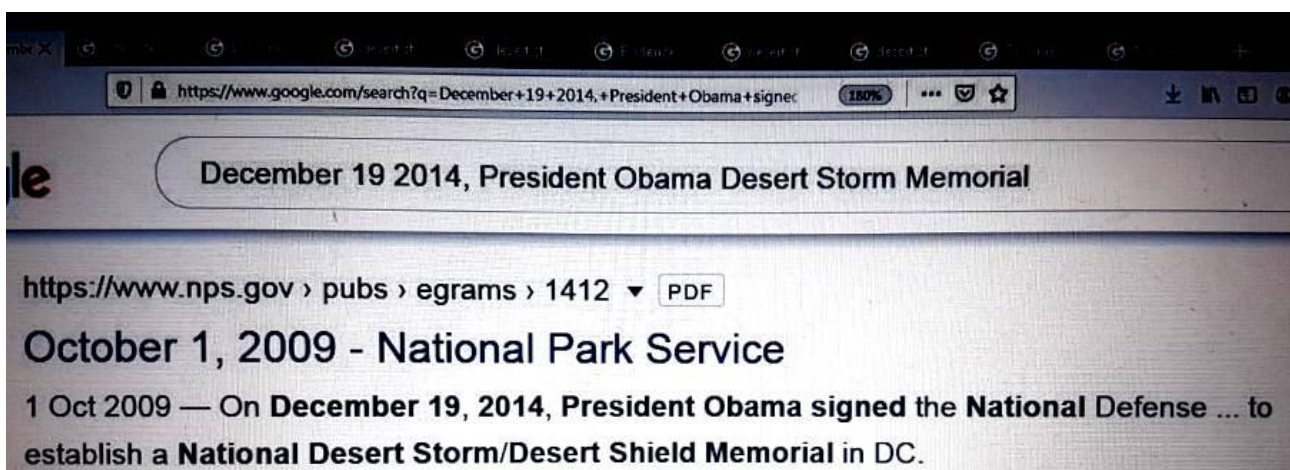 https://www.google.com/search?q=December+19+2014,+President+Obama+signec
180%
le
December 19 2014, President Obama Desert Storm Memorial
https://www.nps.gov › pubs › egrams › 1412 ▼ PDF
October 1, 2009 - National Park Service
1 Oct 2009 — On December 19, 2014, President Obama signed the National Defense ... to
establish a National Desert Storm/Desert Shield Memorial in DC.